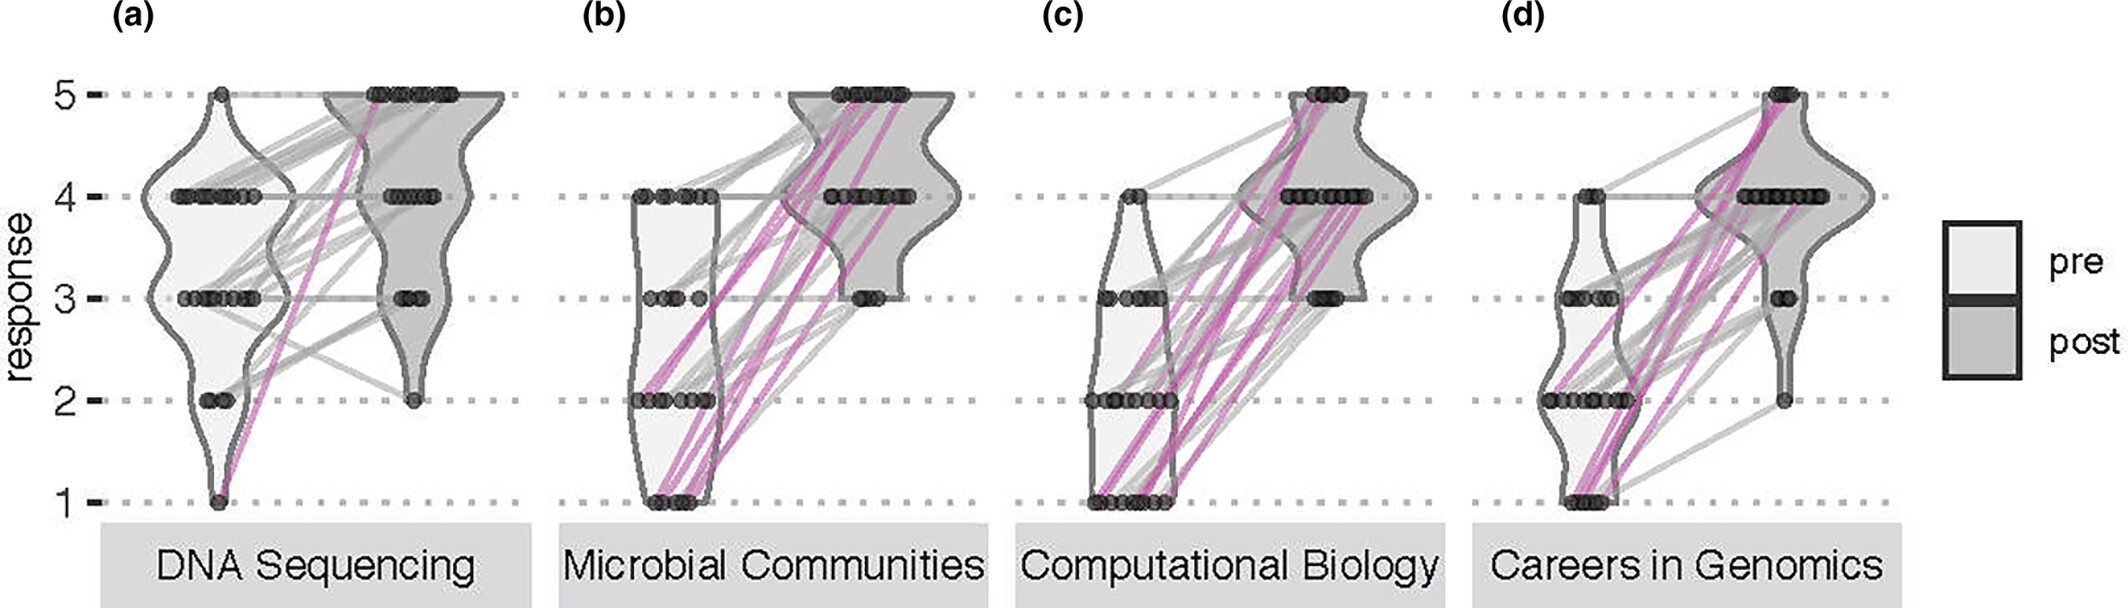 (a) (b) (c) (d)
response
5
4
3
2
1
DNA Sequencing
Microbial Communities
Computational Biology
Careers in Genomics
pre
post